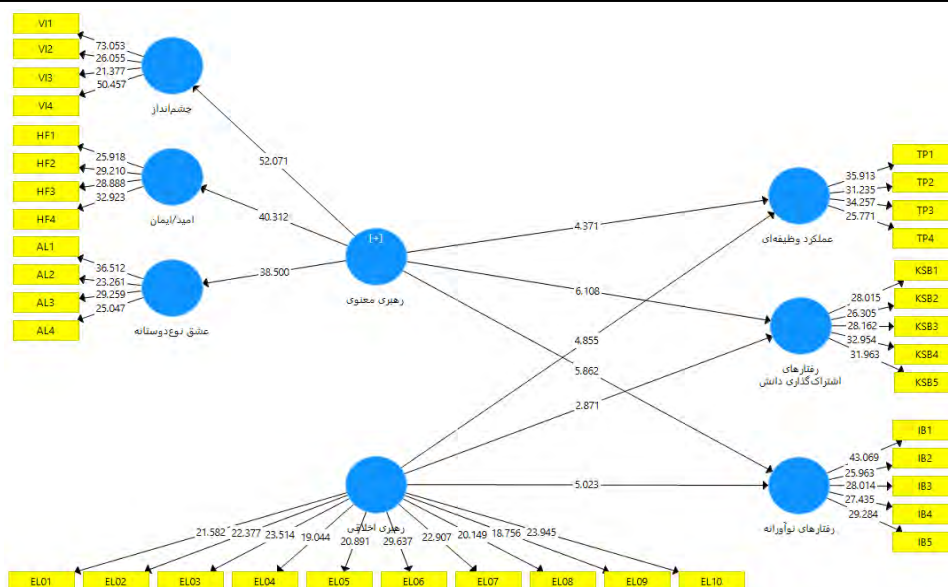 VI1
VI2
VI3
VI4
73.053
26.055
21.377
50.457
چشم‌انداز
HF1
HF2
HF3
HF4
25.918
29.210
28.888
32.923
امید/ایمان
AL1
AL2
AL3
AL4
36.512
23.261
29.259
25.047
عشق نوع‌دوستانه
52.071
40.312
38.500
[+]
رهبری معنوی
4.371
6.108
4.855
5.862
2.871
5.023
TP1
TP2
TP3
TP4
35.913
31.235
34.257
25.771
عملکرد وظیفه‌ای
KSB1
KSB2
KSB3
KSB4
KSB5
28.015
26.305
28.162
32.954
31.963
رفتارهای
اشتراک‌گذاری دانش
IB1
IB2
IB3
IB4
IB5
43.069
25.963
28.014
27.435
29.284
رفتارهای نوآورانه
رهبری اخلاقی
21.582
22.377
23.514
19.044
20.891
29.637
22.907
20.149
18.756
23.945
EL01
EL02
EL03
EL04
EL05
EL06
EL07
EL08
EL09
EL10